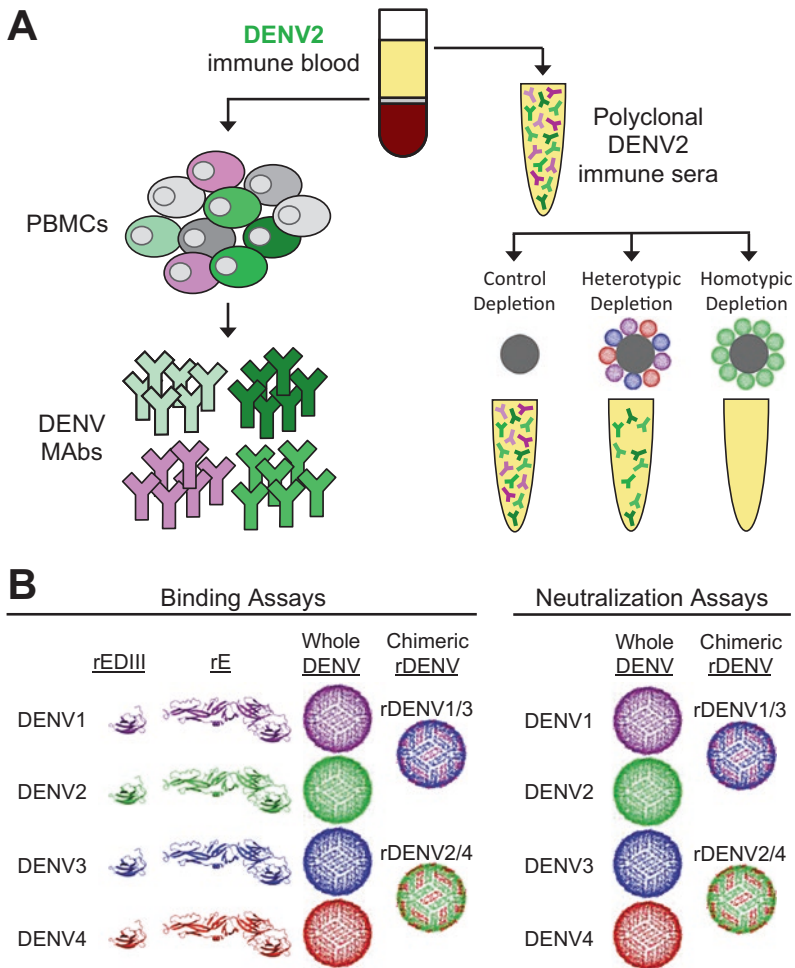 A
DENV2
immune blood
Polyclonal
DENV2
immune sera
PBMCs
Control
Depletion
Heterotypic
Depletion
Homotypic
Depletion
DENV
MAbs
B
Binding Assays
Neutralization Assays
rEDIII
rE
Whole
DENV
Chimeric
rDENV
Whole
DENV
Chimeric
rDENV
DENV1
rDENV1/3
DENV1
rDENV1/3
DENV2
DENV2
DENV3
rDENV2/4
DENV3
rDENV2/4
DENV4
DENV4